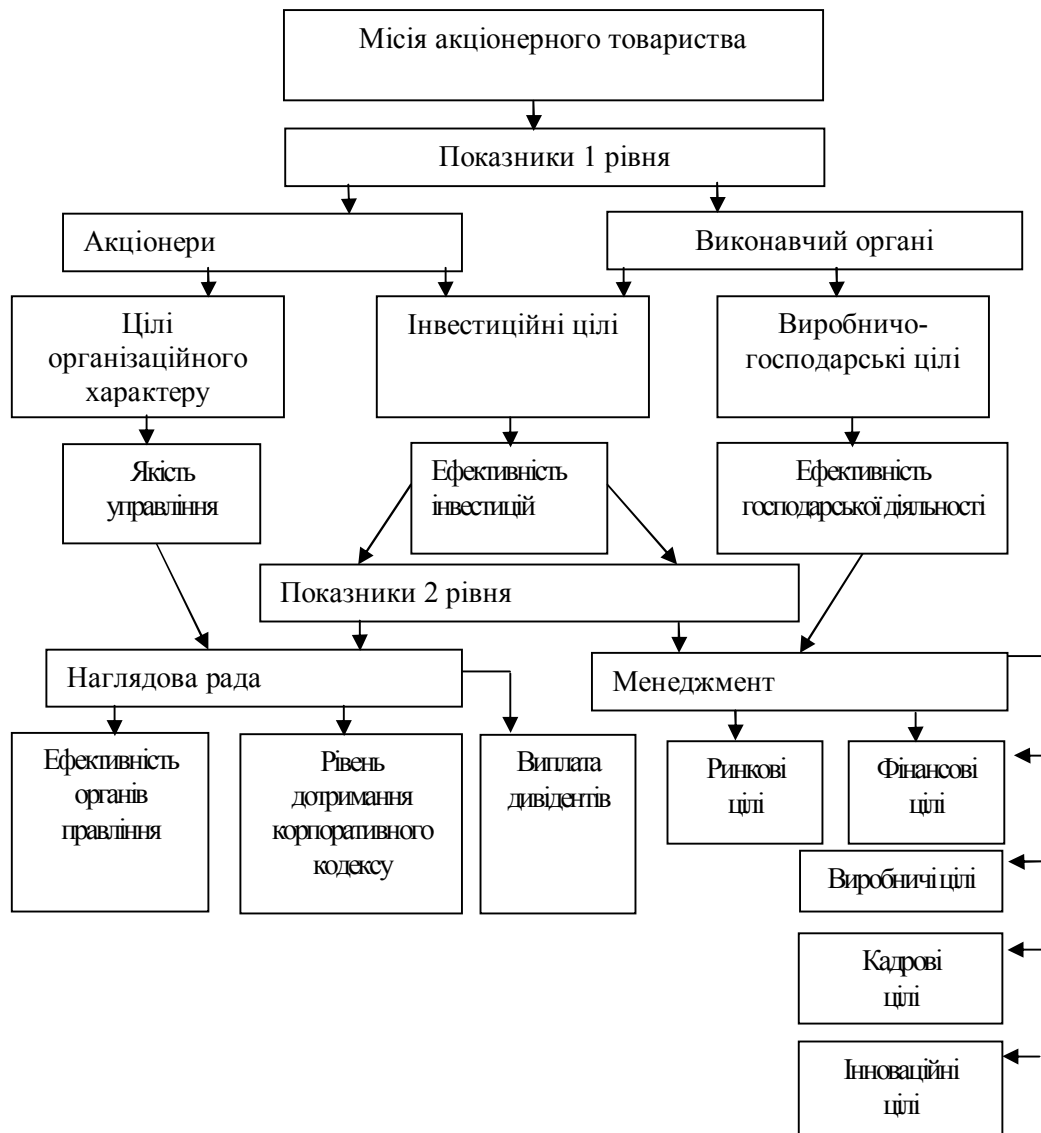 Місія акціонерного товариства
Показники 1 рівня
Акціонери
Виконавчий органі
Цілі
організаційного
характеру
Інвестиційні цілі
Виробничо-
господарські цілі
Якість
управління
Ефективність
інвестицій
Ефективність
господарської діяльності
Показники 2 рівня
Наглядова рада
Менеджмент
Ефективність
органів
правління
Рівень
дотримання
корпоративного
кодексу
Виплата
дивідентів
Ринкові
цілі
Фінансові
цілі
Виробничі цілі
Кадрові
цілі
Інноваційні
цілі